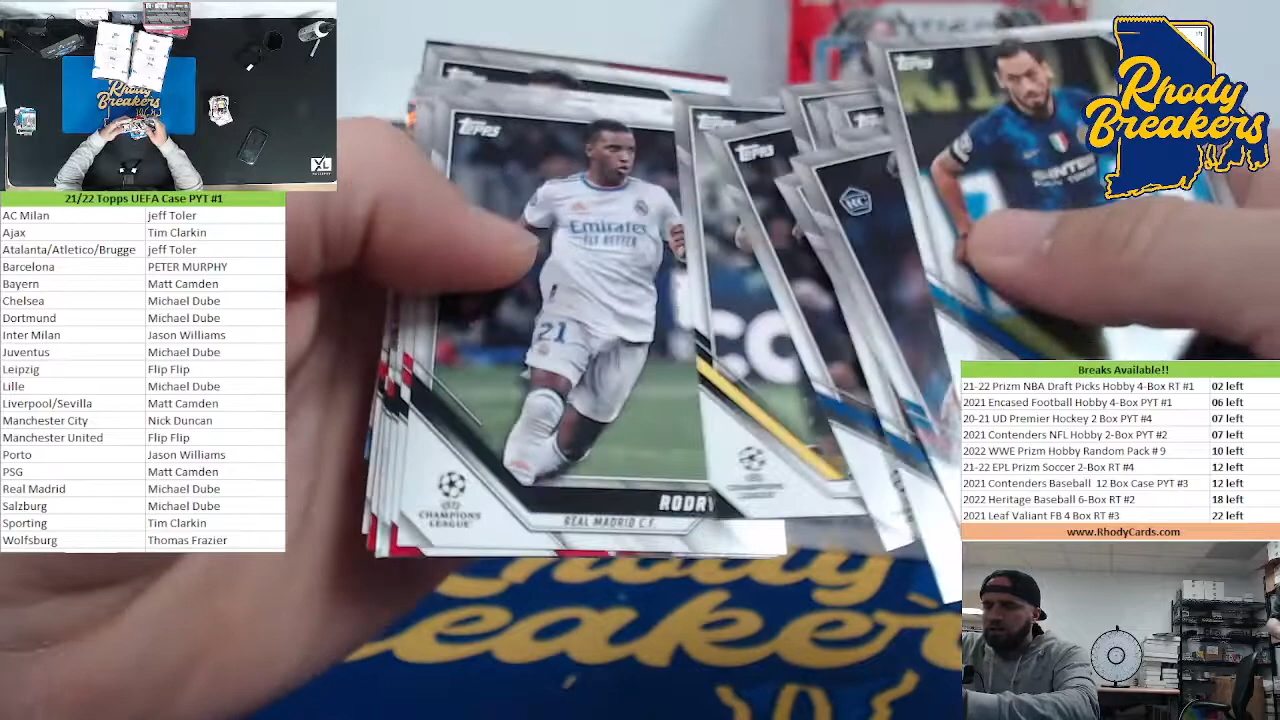 Rhody
Breakers
XL
21/22 Topps UEFA Case PYT #1
AC Milan jeff Toler
Ajax Tim Clarkin
Atalanta/Atletico/Brugge jeff Toler
Barcelona PETER MURPHY
Bayern Matt Camden
Chelsea Michael Dube
Dortmund Michael Dube
Inter Milan Jason Williams
Juventus Michael Dube
Leipzig Flip Flip
Lille Michael Dube
Liverpool/Sevilla Matt Camden
Manchester City Nick Duncan
Manchester United Flip Flip
Porto Jason Williams
PSG Matt Camden
Real Madrid Michael Dube
Salzburg Michael Dube
Sporting Tim Clarkin
Wolfsburg Thomas Frazier
Topps
Emirates
FLY BETTER
21
RODRY
REAL MADRID C.F.
UEFA
CHAMPIONS
LEAGUE
Topps
Topps
RC
Topps
CHAMPIONS
LEAGUE
Rhody
Breakers
Rhody
Breakers
Breaks Available!!
21-22 Prizm NBA Draft Picks Hobby 4-Box RT #1 02 left
2021 Encased Football Hobby 4-Box PYT #1 06 left
20-21 UD Premier Hockey 2 Box PYT #4 07 left
2021 Contenders NFL Hobby 2-Box PYT #2 07 left
2022 WWE Prizm Hobby Random Pack # 9 10 left
21-22 EPL Prizm Soccer 2-Box RT #4 12 left
2021 Contenders Baseball 12 Box Case PYT #3 12 left
2022 Heritage Baseball 6-Box RT #2 18 left
2021 Leaf Valiant FB 4 Box RT #3 22 left
www.RhodyCards.com